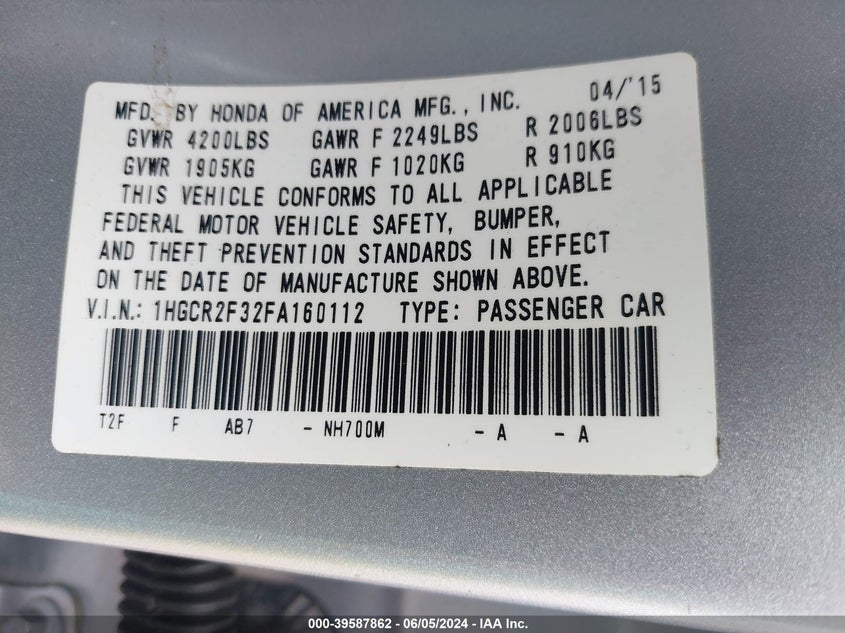 MFD. BY HONDA OF AMERICA MFG., INC. 04/'15
GVWR 4200LBS GAWR F 2249LBS R 2006LBS
GVWR 1905KG GAWR F 1020KG R 910KG
THIS VEHICLE CONFORMS TO ALL APPLICABLE
FEDERAL MOTOR VEHICLE SAFETY, BUMPER,
AND THEFT PREVENTION STANDARDS IN EFFECT
ON THE DATE OF MANUFACTURE SHOWN ABOVE.
V.I.N.: 1HGCR2F32FA160112 TYPE: PASSENGER CAR
T2F F AB7 - NH700M - A - A
000-39587862 - 06/05/2024 - IAA Inc.